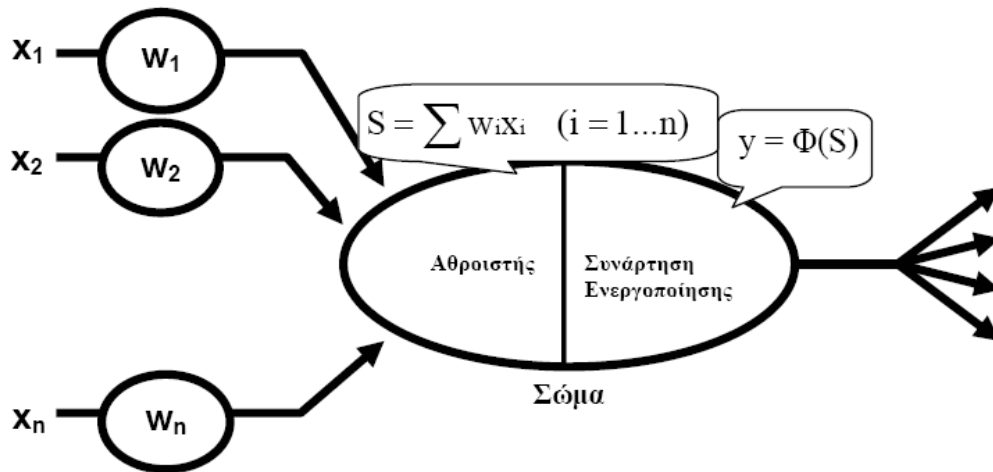 x₁
w₁
S = ∑ wᵢxᵢ (i = 1...n)
y = Φ(S)
x₂
w₂
Αθροιστής
Συνάρτηση
Ενεργοποίησης
Σώμα
xₙ
wₙ